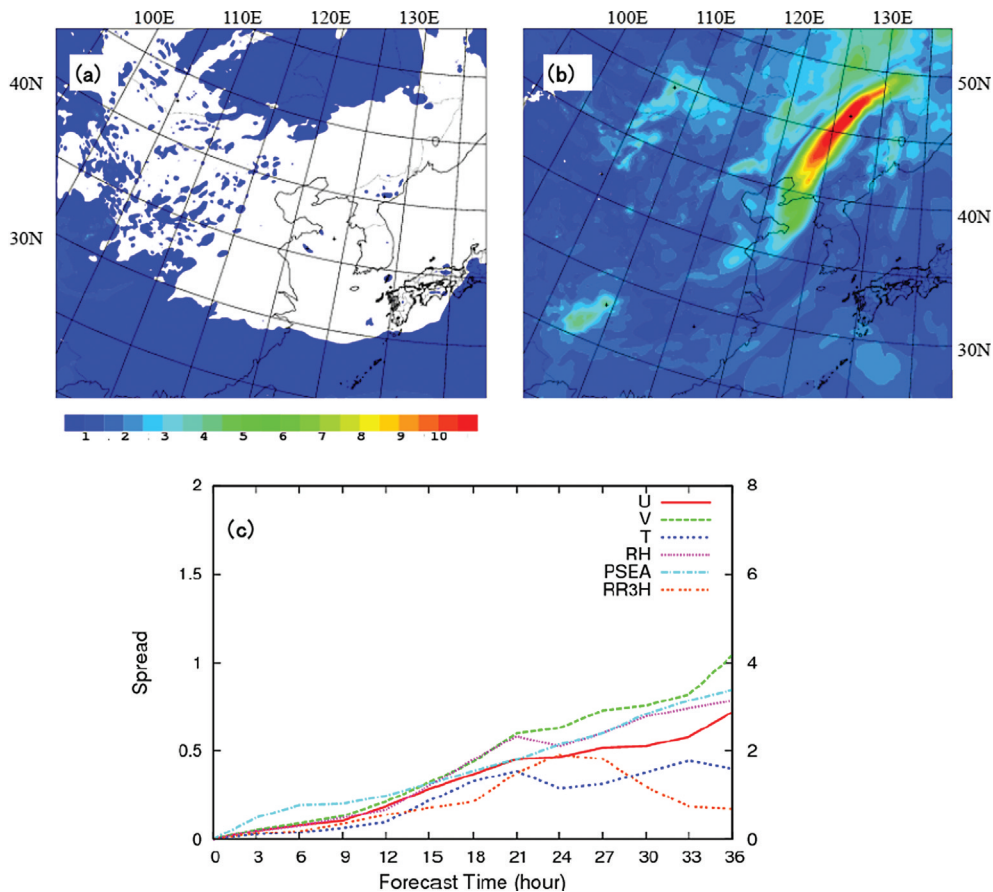 100E 110E 120E 130E
100E 110E 120E 130E
(a)
(b)
40N
30N
50N
40N
30N
1 2 3 4 5 6 7 8 9 10
(c)
U
V
T
RH
PSEA
RR3H
2
1.5
1
0.5
0
8
6
4
2
0
Spread
0 3 6 9 12 15 18 21 24 27 30 33 36
Forecast Time (hour)